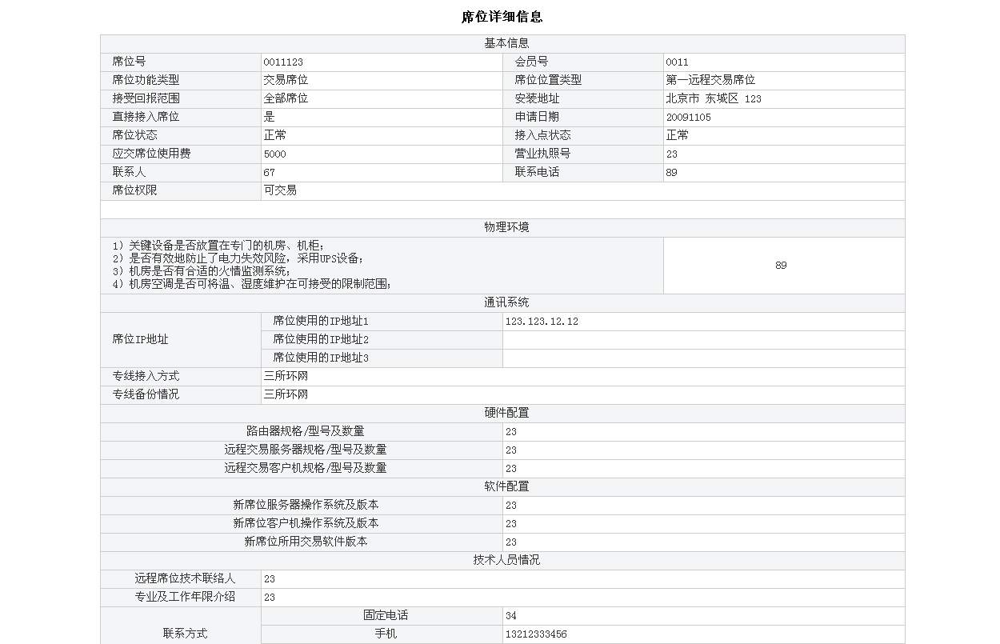 席位详细信息
基本信息
席位号 0011123 会员号 0011
席位功能类型 交易席位 席位位置类型 第一远程交易席位
接受回报范围 全部席位 安装地址 北京市 东城区 123
直接接入席位 是 申请日期 20091105
席位状态 正常 接入点状态 正常
应交席位使用费 5000 营业执照号 23
联系人 67 联系电话 89
席位权限 可交易
物理环境
1）关键设备是否放置在专门的机房、机柜；
2）是否有效地防止了电力失效风险，采用UPS设备；
3）机房是否有合适的火情监测系统；
4）机房空调是否可将温、湿度维护在可接受的限制范围；
89
通讯系统
席位IP地址
席位使用的IP地址1 123.123.12.12
席位使用的IP地址2
席位使用的IP地址3
专线接入方式 三所环网
专线备份情况 三所环网
硬件配置
路由器规格/型号及数量 23
远程交易服务器规格/型号及数量 23
远程交易客户机规格/型号及数量 23
软件配置
新席位服务器操作系统及版本 23
新席位客户机操作系统及版本 23
新席位所用交易软件版本 23
技术人员情况
远程席位技术联络人 23
专业及工作年限介绍 23
联系方式
固定电话 34
手机 13212333456